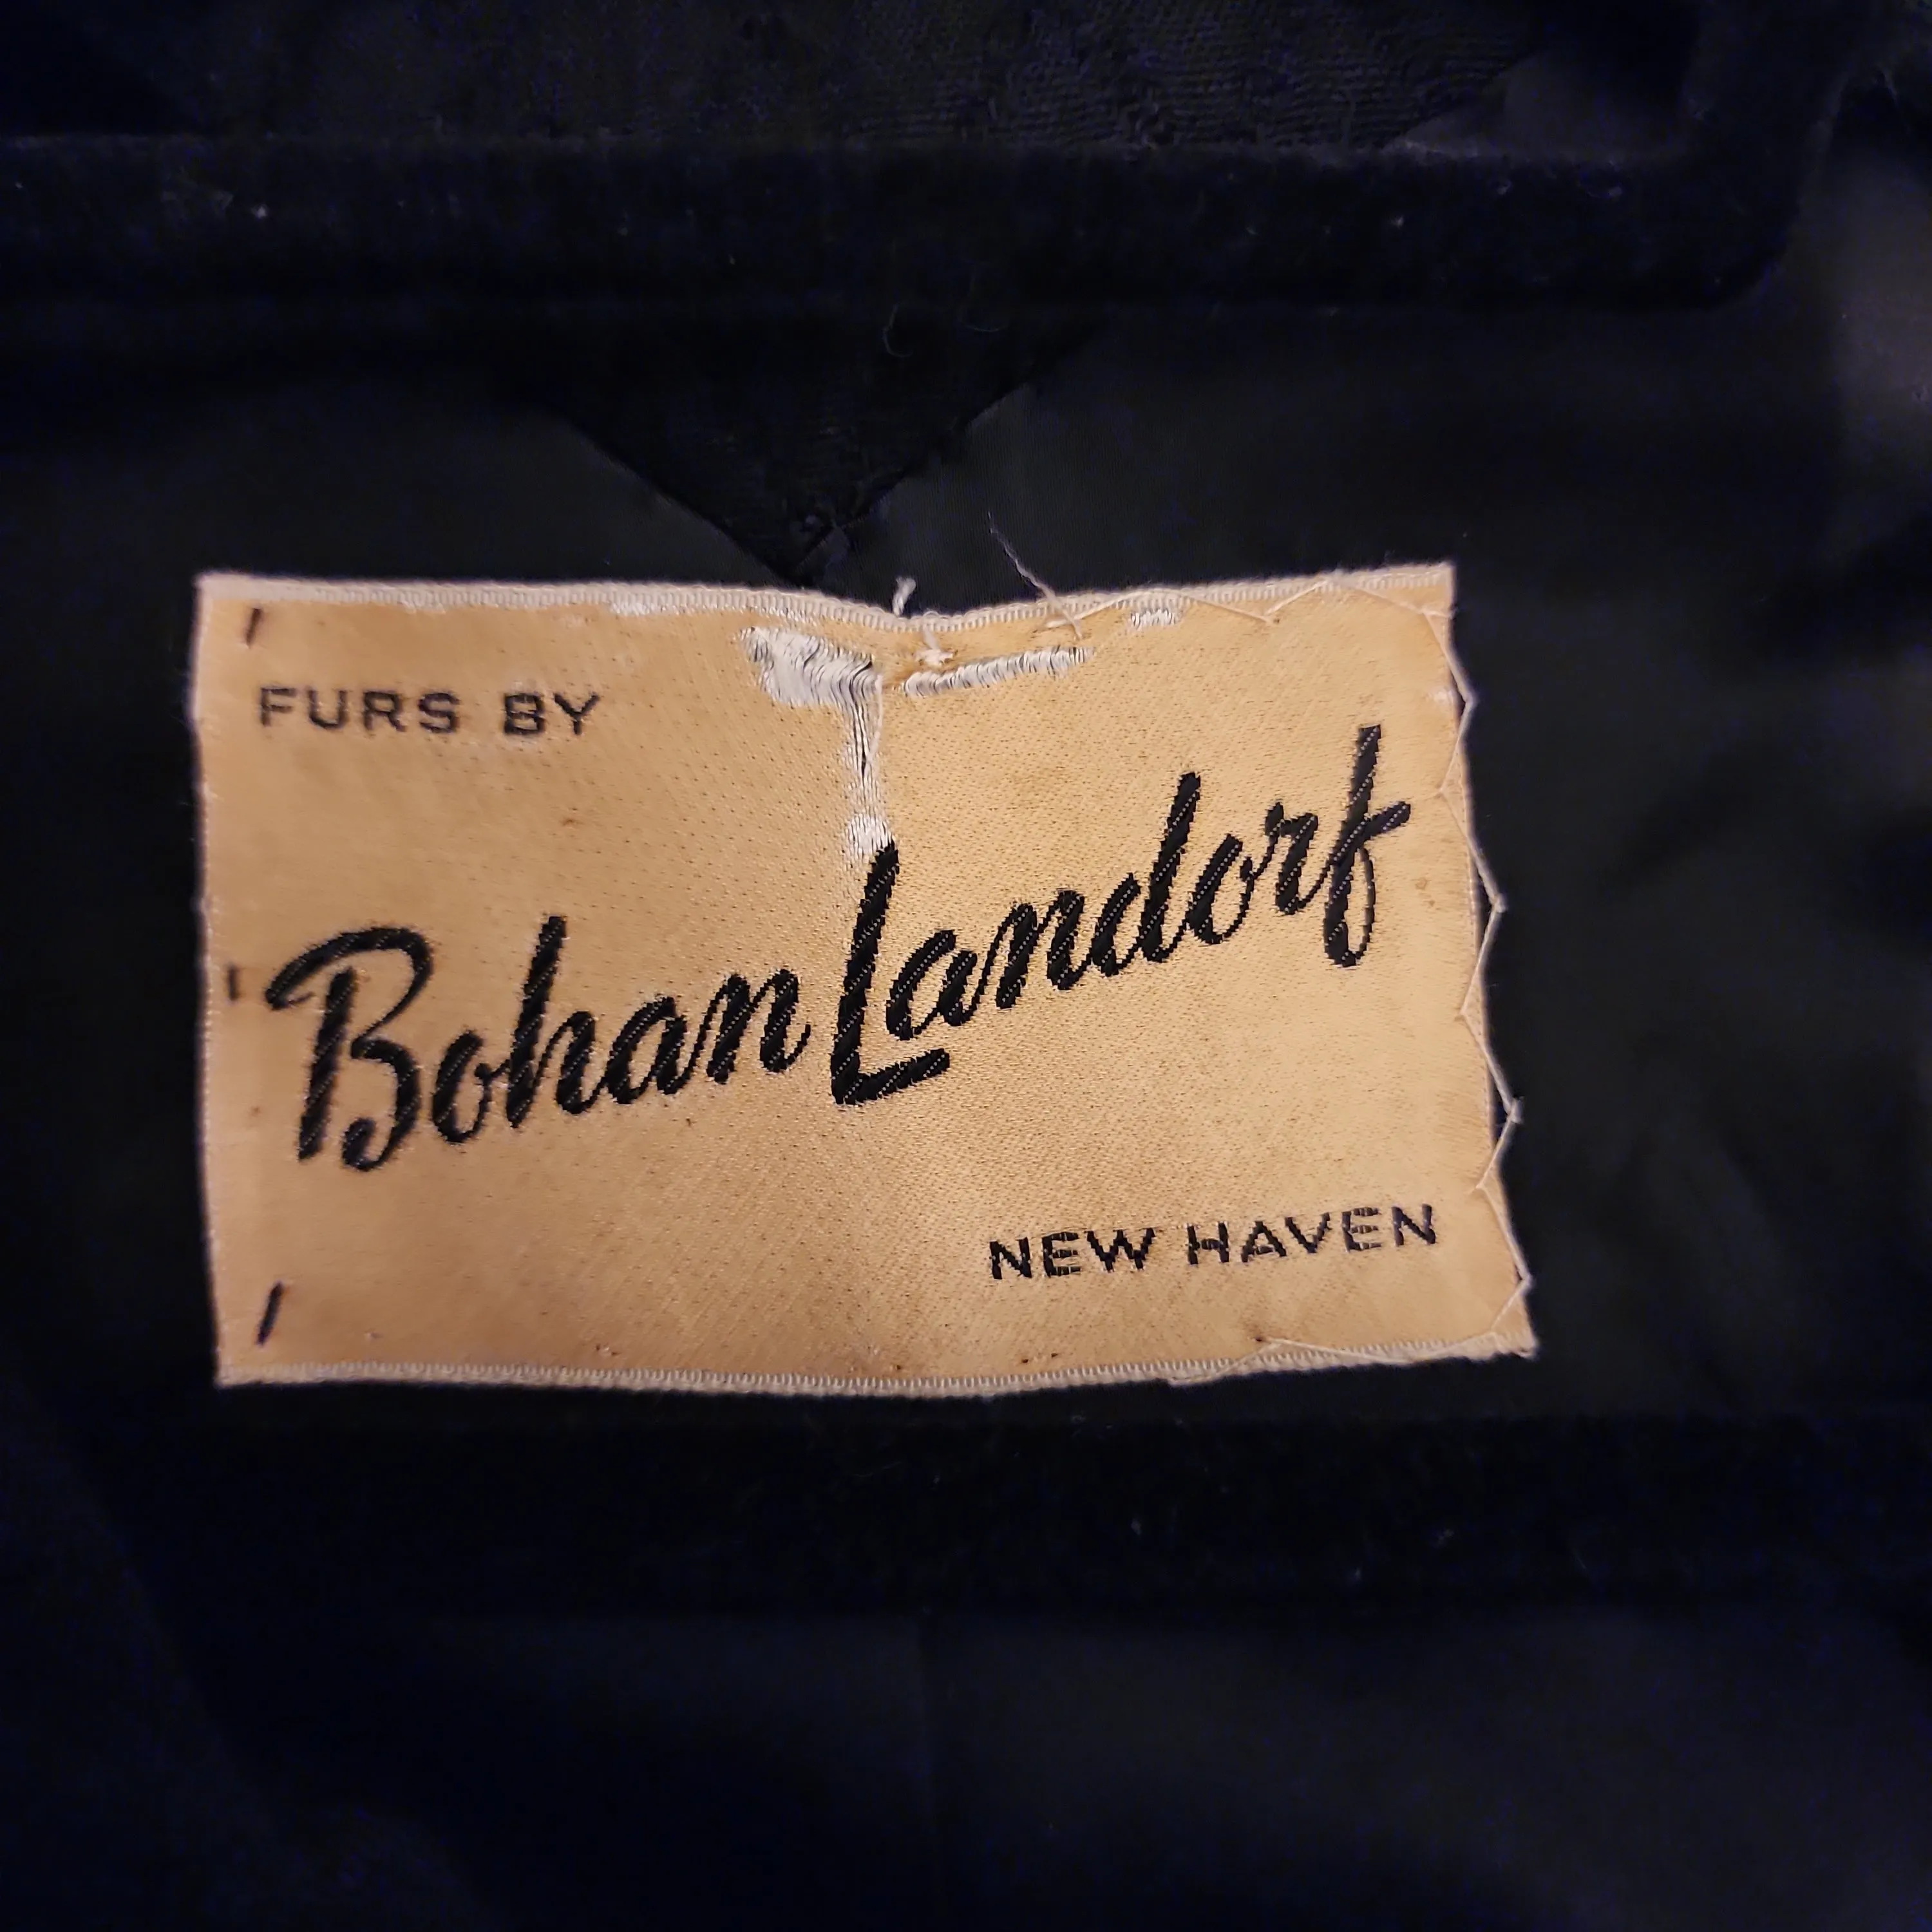 FURS BY
Bohan Landorf
NEW HAVEN